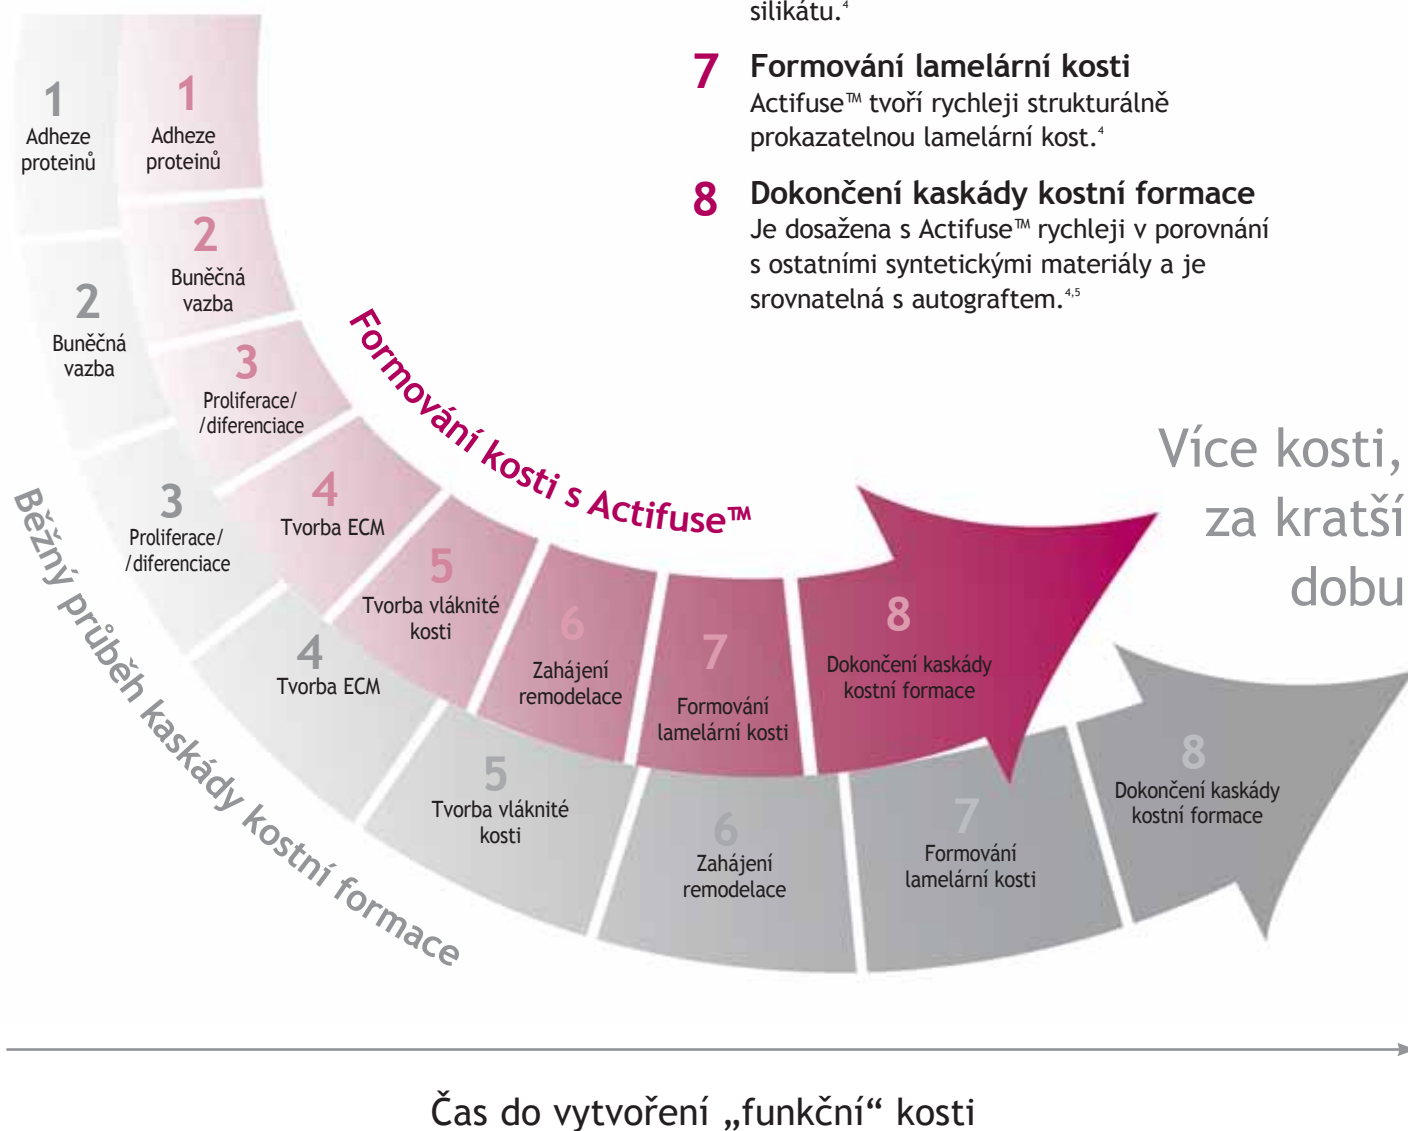 silikátu.⁴
7 Formování lamelární kosti
Actifuse™ tvoří rychleji strukturálně
prokazatelnou lamelární kost.⁴
8 Dokončení kaskády kostní formace
Je dosažena s Actifuse™ rychleji v porovnání
s ostatními syntetickými materiály a je
srovnatelná s autograftem.⁴,⁵
Formování kosti s Actifuse™
1
Adheze
proteinů
2
Buněčná
vazba
3
Proliferace/
/diferenciace
4
Tvorba ECM
5
Tvorba vláknité
kosti
6
Zahájení
remodelace
7
Formování
lamelární kosti
8
Dokončení kaskády
kostní formace
Běžný průběh kaskády kostní formace
1
Adheze
proteinů
2
Buněčná
vazba
3
Proliferace/
/diferenciace
4
Tvorba ECM
5
Tvorba vláknité
kosti
6
Zahájení
remodelace
7
Formování
lamelární kosti
8
Dokončení kaskády
kostní formace
Více kosti,
za kratší
dobu
Čas do vytvoření „funkční“ kosti